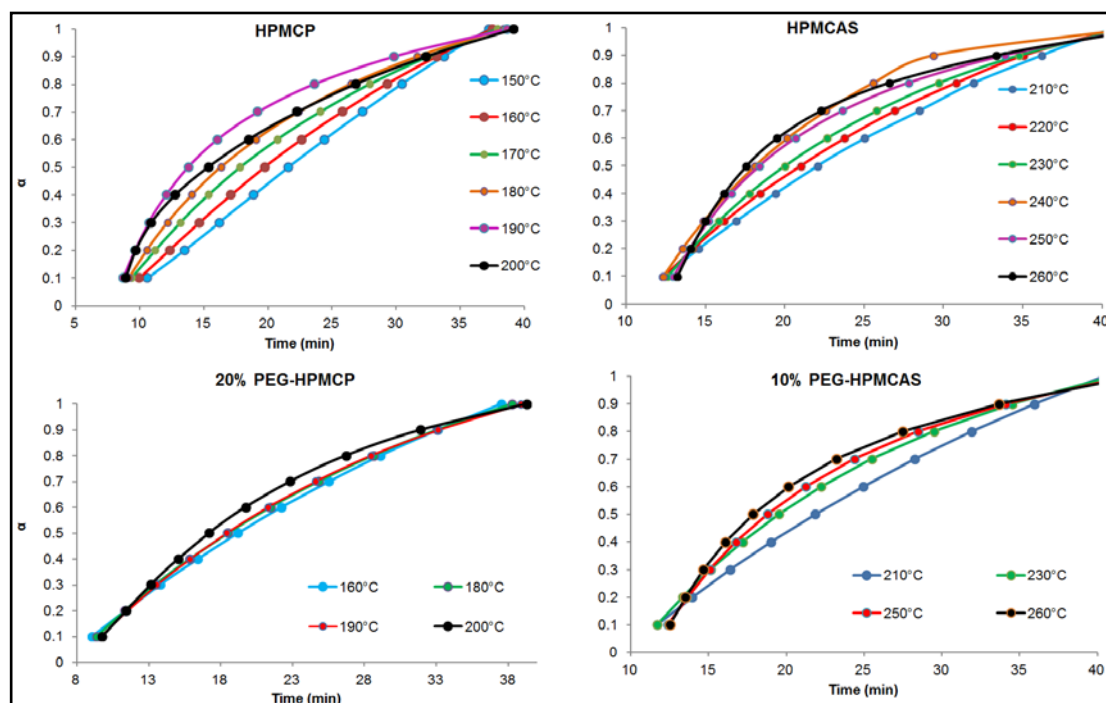 HPMCP
α
1
0.9
0.8
0.7
0.6
0.5
0.4
0.3
0.2
0.1
0
150°C
160°C
170°C
180°C
190°C
200°C
5 10 15 20 25 30 35 40
Time (min)
HPMCAS
1
0.9
0.8
0.7
0.6
0.5
0.4
0.3
0.2
0.1
0
210°C
220°C
230°C
240°C
250°C
260°C
10 15 20 25 30 35 40
Time (min)
20% PEG-HPMCP
α
1
0.9
0.8
0.7
0.6
0.5
0.4
0.3
0.2
0.1
0
160°C 180°C
190°C 200°C
8 13 18 23 28 33 38
Time (min)
10% PEG-HPMCAS
1
0.9
0.8
0.7
0.6
0.5
0.4
0.3
0.2
0.1
0
210°C 230°C
250°C 260°C
10 15 20 25 30 35 40
Time (min)